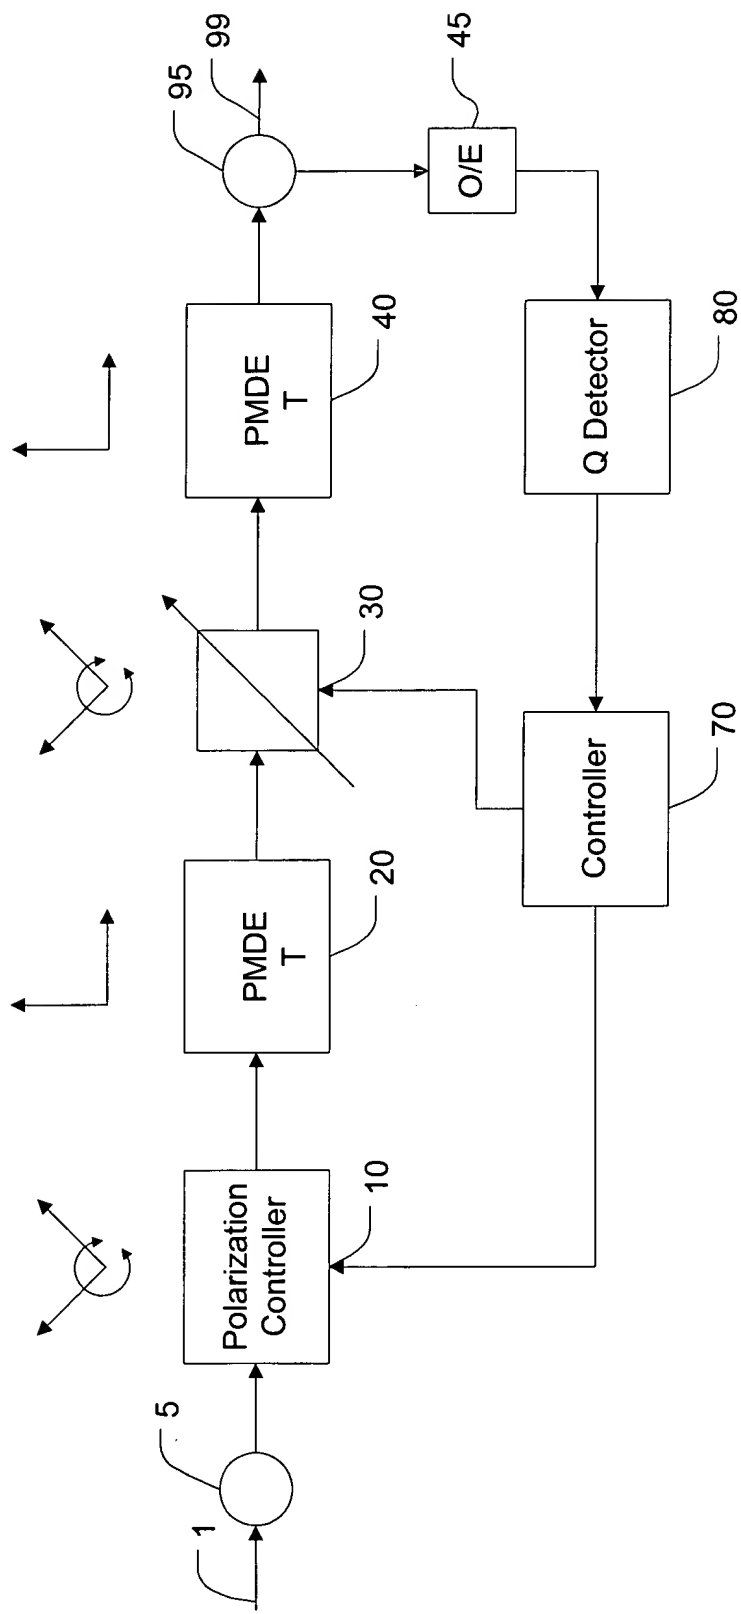 1
5
Polarization
Controller
10
PMDE
T
20
30
PMDE
T
40
95
99
O/E
45
Q Detector
80
Controller
70